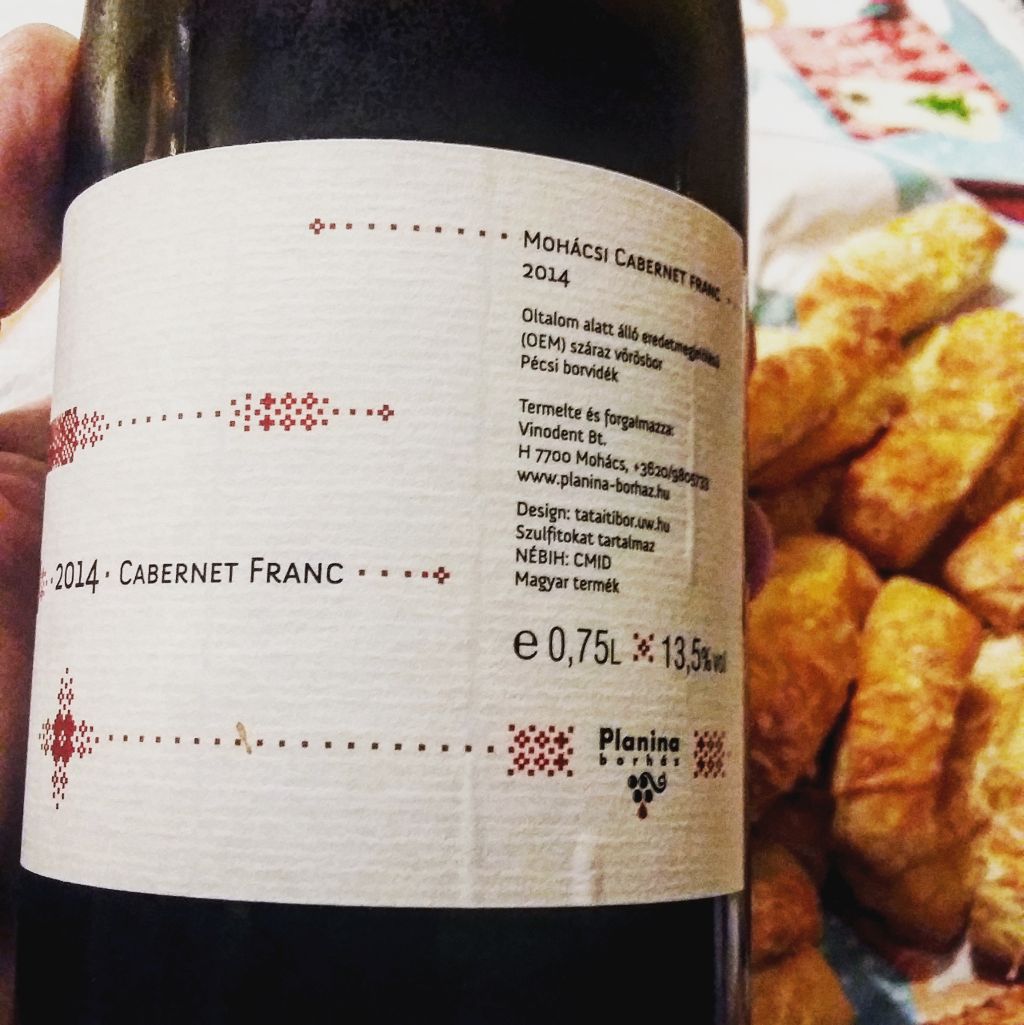 MOHÁCSI CABERNET FRANC
2014
Oltalom alatt álló eredetmegjelölésű
(OEM) száraz vörösbor
Pécsi borvidék
Termelte és forgalmazza:
Vinodent Bt.
H 7700 Mohács, +3620/9805733
www.planina-borhaz.hu
Design: tataitibor.uw.hu
Szulfitokat tartalmaz
NÉBIH: CMID
Magyar termék
e 0,75L 13,5% vol
Planina
borház
2014 · CABERNET FRANC